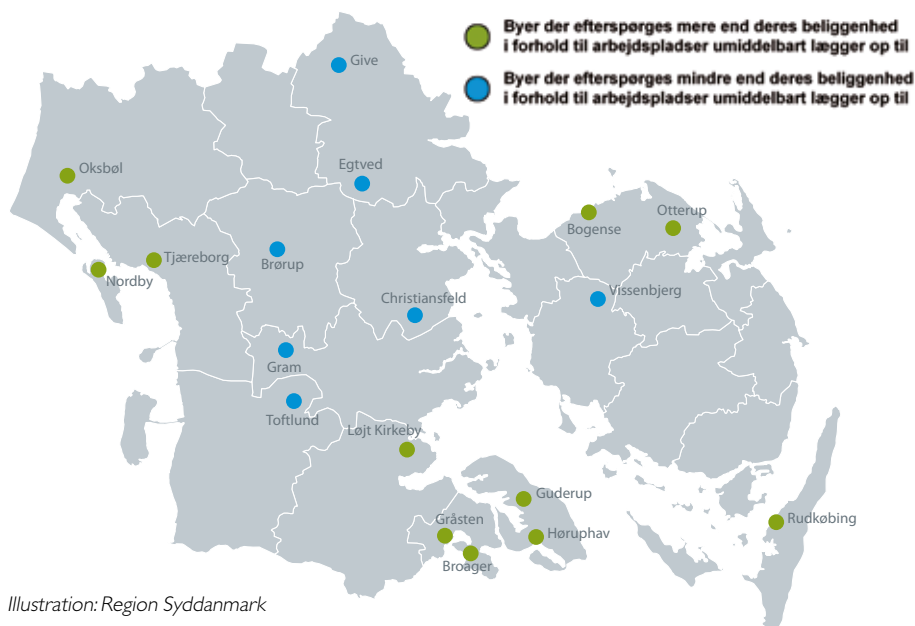 Byer der efterspørges mere end deres beliggenhed
i forhold til arbejdspladser umiddelbart lægger op til
Byer der efterspørges mindre end deres beliggenhed
i forhold til arbejdspladser umiddelbart lægger op til
Give
Oksbøl
Egtved
Bogense
Otterup
Tjæreborg
Brørup
Nordby
Christiansfeld
Vissenbjerg
Gram
Toftlund
Løjt Kirkeby
Guderup
Gråsten
Høruphav
Rudkøbing
Broager
Illustration: Region Syddanmark